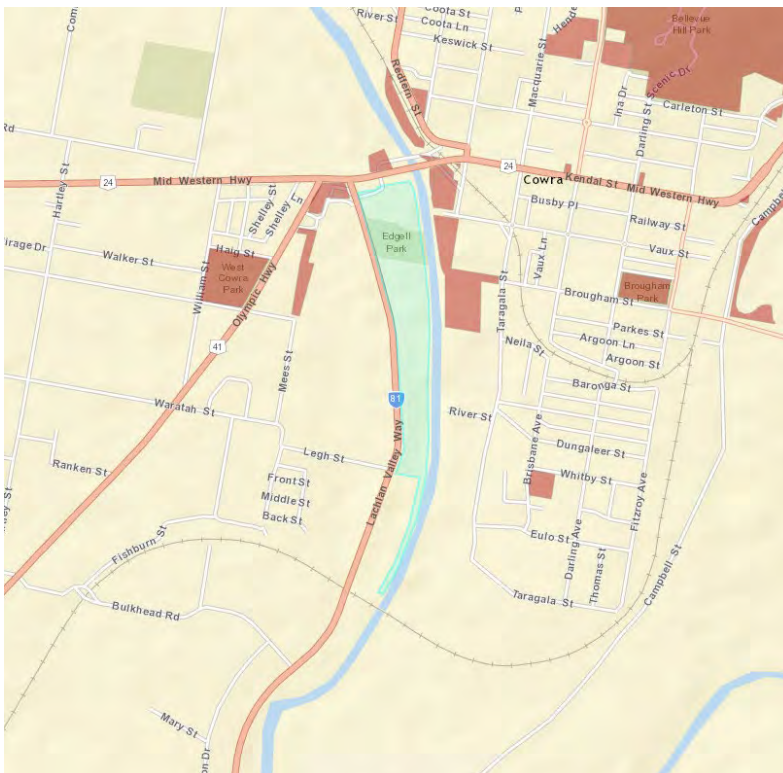 River St
Coota St
Coota Ln
Keswick St
Redfern St
Macquarie St
Bellevue
Hill Park
Scenic Dr
Ina Dr
Darling St
Carleton St
Rd
Hartley St
24
Mid Western Hwy
24
Cowra
Kendal St
Mid Western Hwy
Shelley St
Shelley Ln
Busby Pl
Railway St
Edgell
Park
Haig St
Vaux Ln
Vaux St
Walker St
William St
West
Cowra
Park
Olympic Hwy
Taragala St
Brougham St
Brougham
Park
41
Mees St
Neila St
Parkes St
Argoon Ln
Argoon St
Baronga St
Waratah St
81
River St
Lachlan Valley Way
Brisbane Ave
Dungaleer St
Legh St
Whitby St
Ranken St
Front St
Middle St
Back St
Fitzroy Ave
Fishburn St
Eulo St
Darling Ave
Thomas St
Campbell St
Taragala St
Bulkhead Rd
Mary St